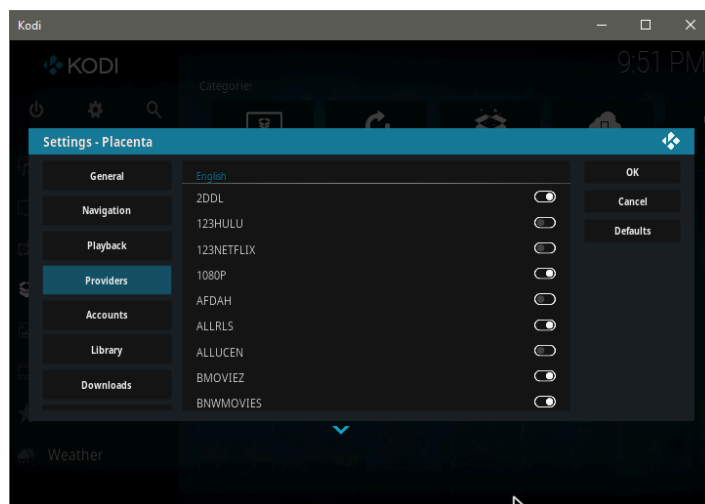 Kodi
KODI
9:51 PM
Categorie:
Settings - Placenta
General
Navigation
Playback
Providers
Accounts
Library
Downloads
English
2DDL
123HULU
123NETFLIX
1080P
AFDAH
ALLRLS
ALLUCEN
BMOVIEZ
BNWMOVIES
OK
Cancel
Defaults
Weather